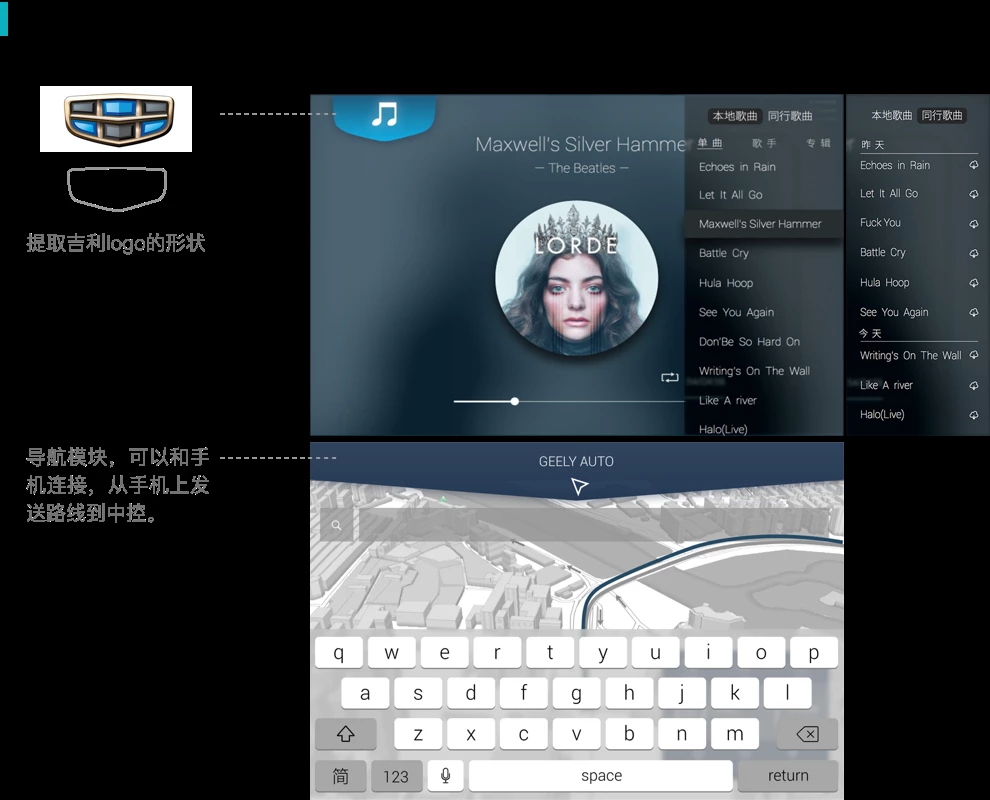 提取吉利logo的形状
Maxwell's Silver Hamme
— The Beatles —
LORDE
本地歌曲 同行歌曲
单曲 歌手 专辑
Echoes in Rain
Let It All Go
Maxwell's Silver Hammer
Battle Cry
Hula Hoop
See You Again
Don'Be So Hard On
Writing's On The Wall
Like A river
Halo(Live)
本地歌曲 同行歌曲
昨天
Echoes in Rain
Let It All Go
Fuck You
Battle Cry
Hula Hoop
See You Again
今天
Writing's On The Wall
Like A river
Halo(Live)
导航模块，可以和手
机连接，从手机上发
送路线到中控。
GEELY AUTO
q w e r t y u i o p
a s d f g h j k l
z x c v b n m
简 123 space return